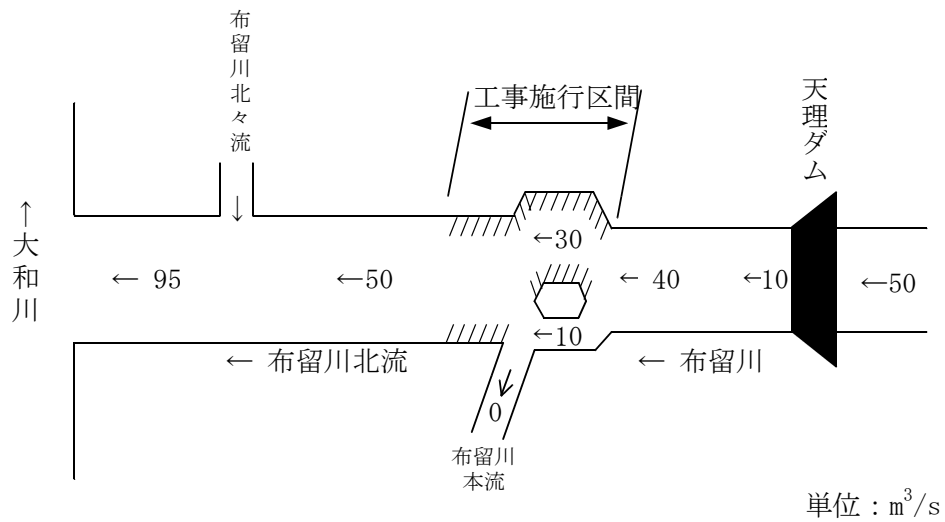 布留川北々流
工事施行区間
天理ダム
↑大和川
← 95
←50
↓
←30
← 40
←10
←50
←10
← 布留川北流
← 布留川
↙
0
布留川
本流
単位：m³/s